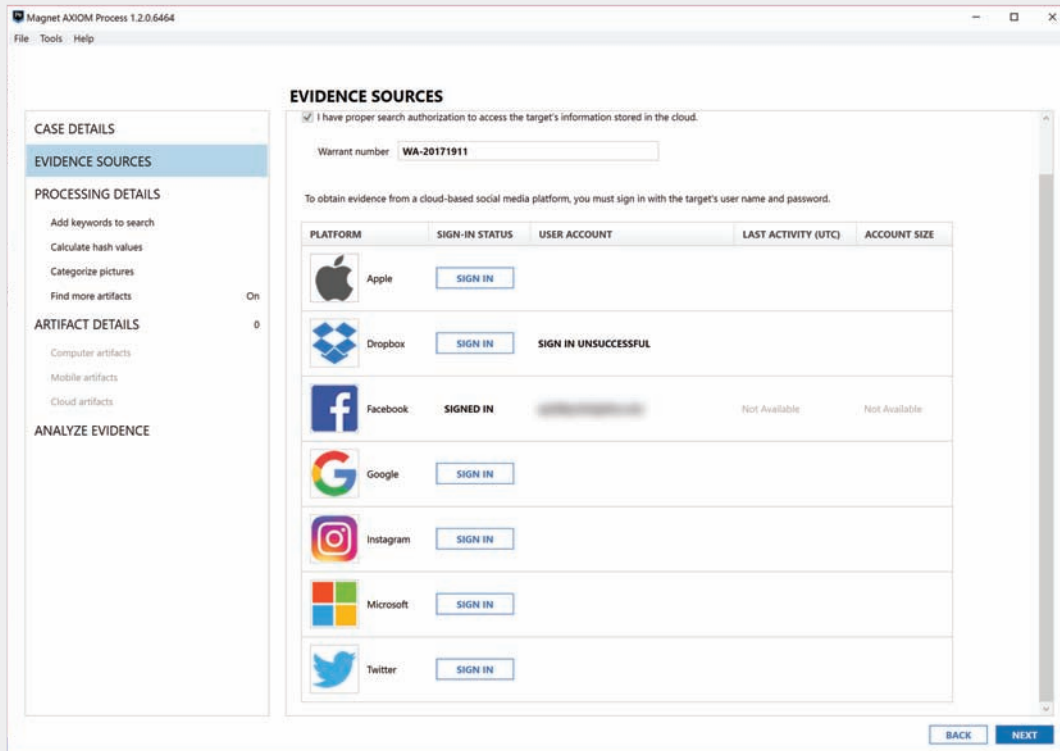 Magnet AXIOM Process 1.2.0.6464
File Tools Help
EVIDENCE SOURCES
CASE DETAILS
EVIDENCE SOURCES
PROCESSING DETAILS
Add keywords to search
Calculate hash values
Categorize pictures
Find more artifacts On
ARTIFACT DETAILS 0
Computer artifacts
Mobile artifacts
Cloud artifacts
ANALYZE EVIDENCE
I have proper search authorization to access the target's information stored in the cloud.
Warrant number WA-20171911
To obtain evidence from a cloud-based social media platform, you must sign in with the target's user name and password.
PLATFORM SIGN-IN STATUS USER ACCOUNT LAST ACTIVITY (UTC) ACCOUNT SIZE
Apple SIGN IN
Dropbox SIGN IN SIGN IN UNSUCCESSFUL
Facebook SIGNED IN Not Available Not Available
Google SIGN IN
Instagram SIGN IN
Microsoft SIGN IN
Twitter SIGN IN
BACK NEXT